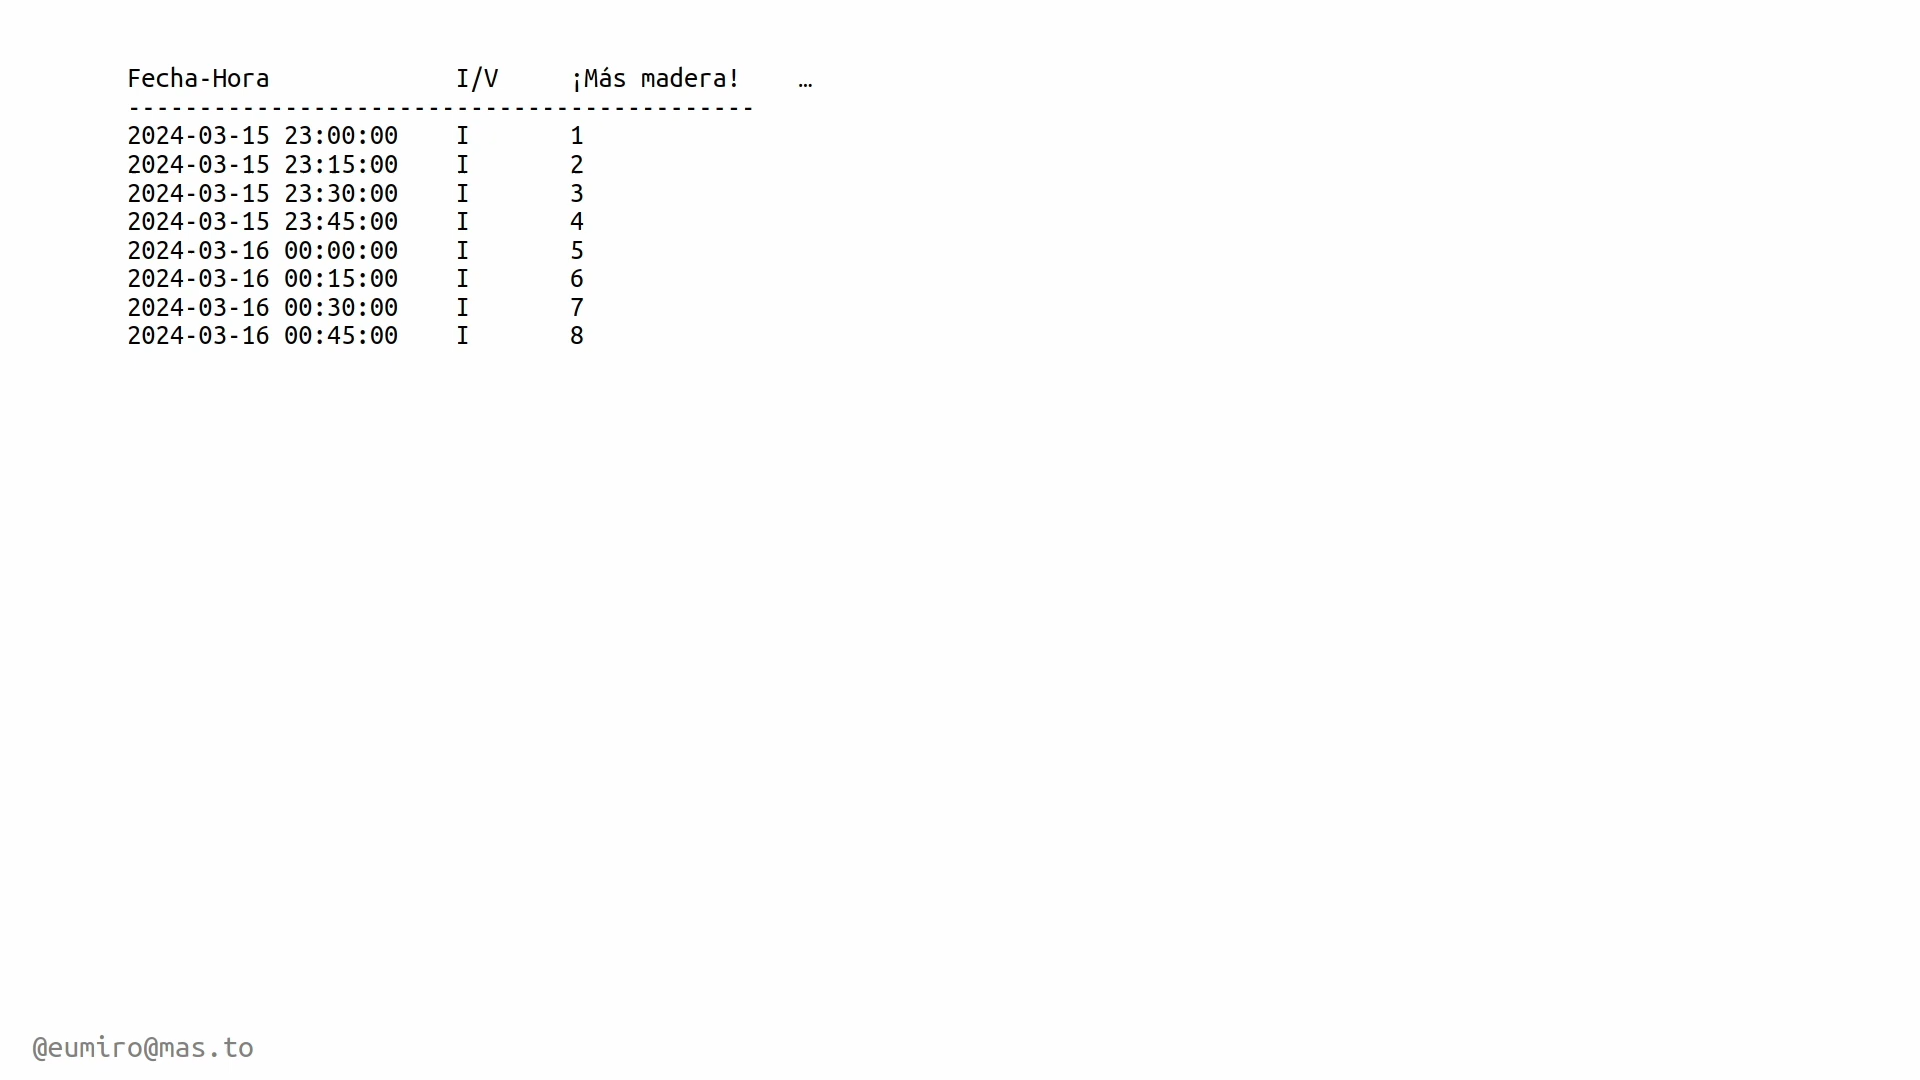 Fecha-Hora             I/V     ¡Más madera!    …
--------------------------------------------
2024-03-15 23:00:00    I       1
2024-03-15 23:15:00    I       2
2024-03-15 23:30:00    I       3
2024-03-15 23:45:00    I       4
2024-03-16 00:00:00    I       5
2024-03-16 00:15:00    I       6
2024-03-16 00:30:00    I       7
2024-03-16 00:45:00    I       8
@eumiro@mas.to